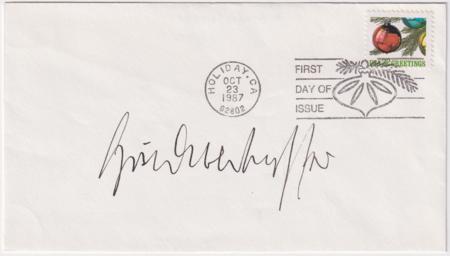 GREETINGS
HOLIDAY, CA
OCT
23
1987
92802
FIRST
DAY OF
ISSUE